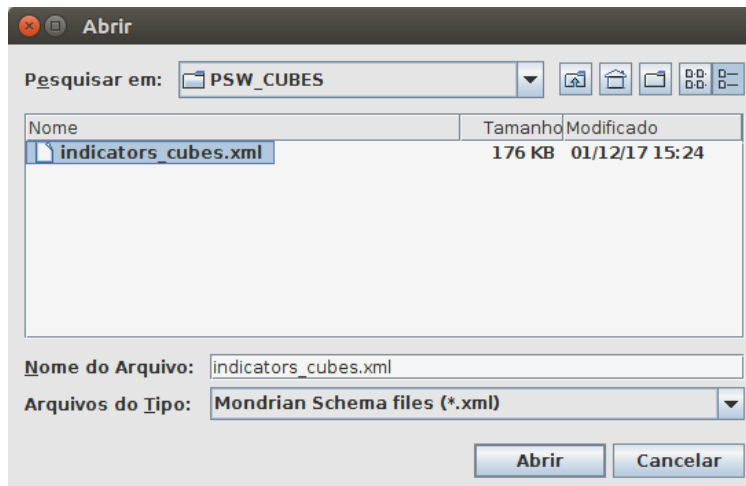 Abrir
Pesquisar em: PSW_CUBES
Nome Tamanho Modificado
indicators_cubes.xml 176 KB 01/12/17 15:24
Nome do Arquivo: indicators_cubes.xml
Arquivos do Tipo: Mondrian Schema files (*.xml)
Abrir Cancelar